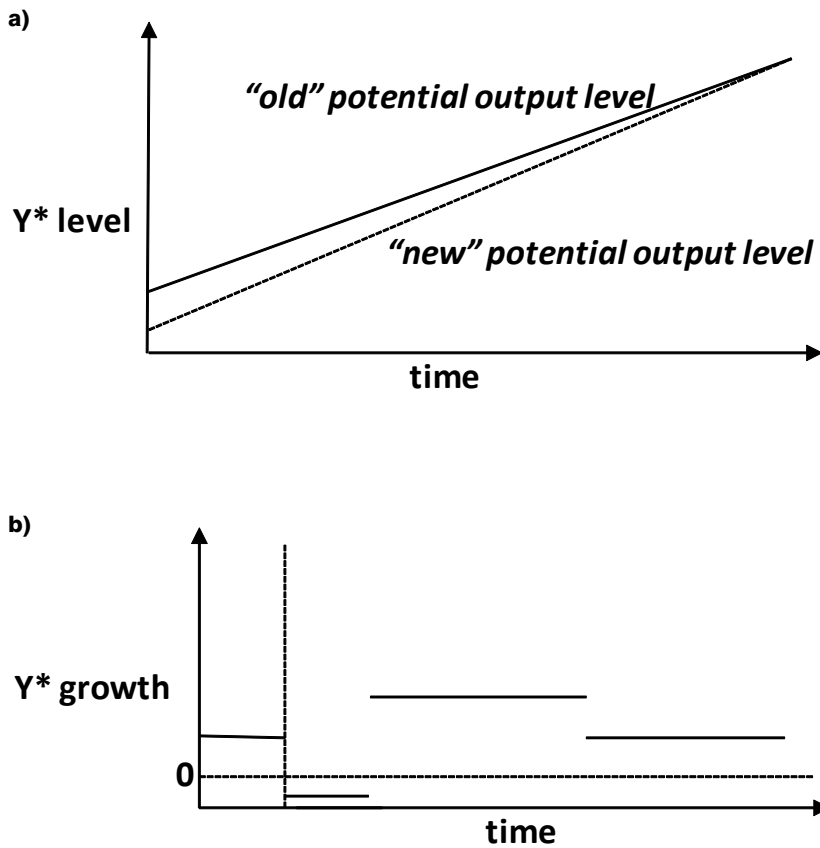 a)
“old” potential output level
Y* level
“new” potential output level
time
b)
Y* growth
0
time